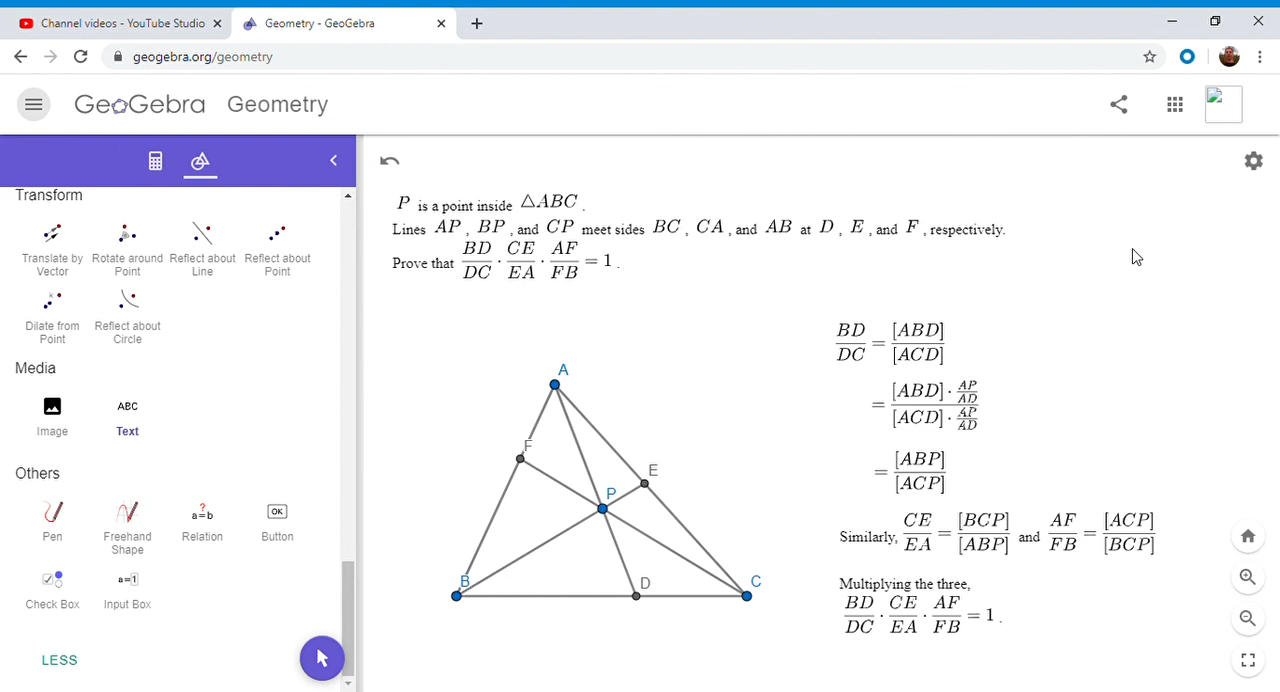 Channel videos - YouTube Studio
Geometry - GeoGebra
geogebra.org/geometry
GeoGebra Geometry
Transform
Translate by Vector
Rotate around Point
Reflect about Line
Reflect about Point
Dilate from Point
Reflect about Circle
Media
Image
ABC
Text
Others
Pen
Freehand Shape
a=b
?
Relation
OK
Button
Check Box
a=1
Input Box
LESS
P is a point inside △ABC .
Lines AP , BP , and CP meet sides BC , CA , and AB at D , E , and F , respectively.
Prove that BD/DC · CE/EA · AF/FB = 1 .
A
F
E
P
B
D
C
BD/DC = [ABD]/[ACD]
= [ABD] · AP/AD / [ACD] · AP/AD
= [ABP]/[ACP]
Similarly, CE/EA = [BCP]/[ABP] and AF/FB = [ACP]/[BCP]
Multiplying the three,
BD/DC · CE/EA · AF/FB = 1 .